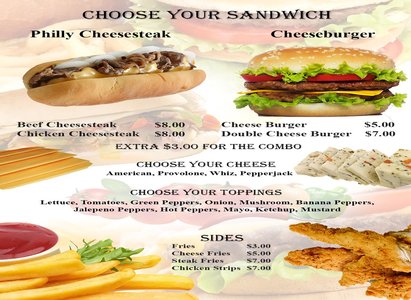 CHOOSE YOUR SANDWICH
Philly Cheesesteak Cheeseburger
Beef Cheesesteak $8.00 Cheese Burger $5.00
Chicken Cheesesteak $8.00 Double Cheese Burger $7.00
EXTRA $3.00 FOR THE COMBO
CHOOSE YOUR CHEESE
American, Provolone, Whiz, Pepperjack
CHOOSE YOUR TOPPINGS
Lettuce, Tomatoes, Green Peppers, Onion, Mushroom, Banana Peppers,
Jalepeno Peppers, Hot Peppers, Mayo, Ketchup, Mustard
SIDES
Fries $3.00
Cheese Fries $5.00
Steak Fries $7.00
Chicken Strips $7.00